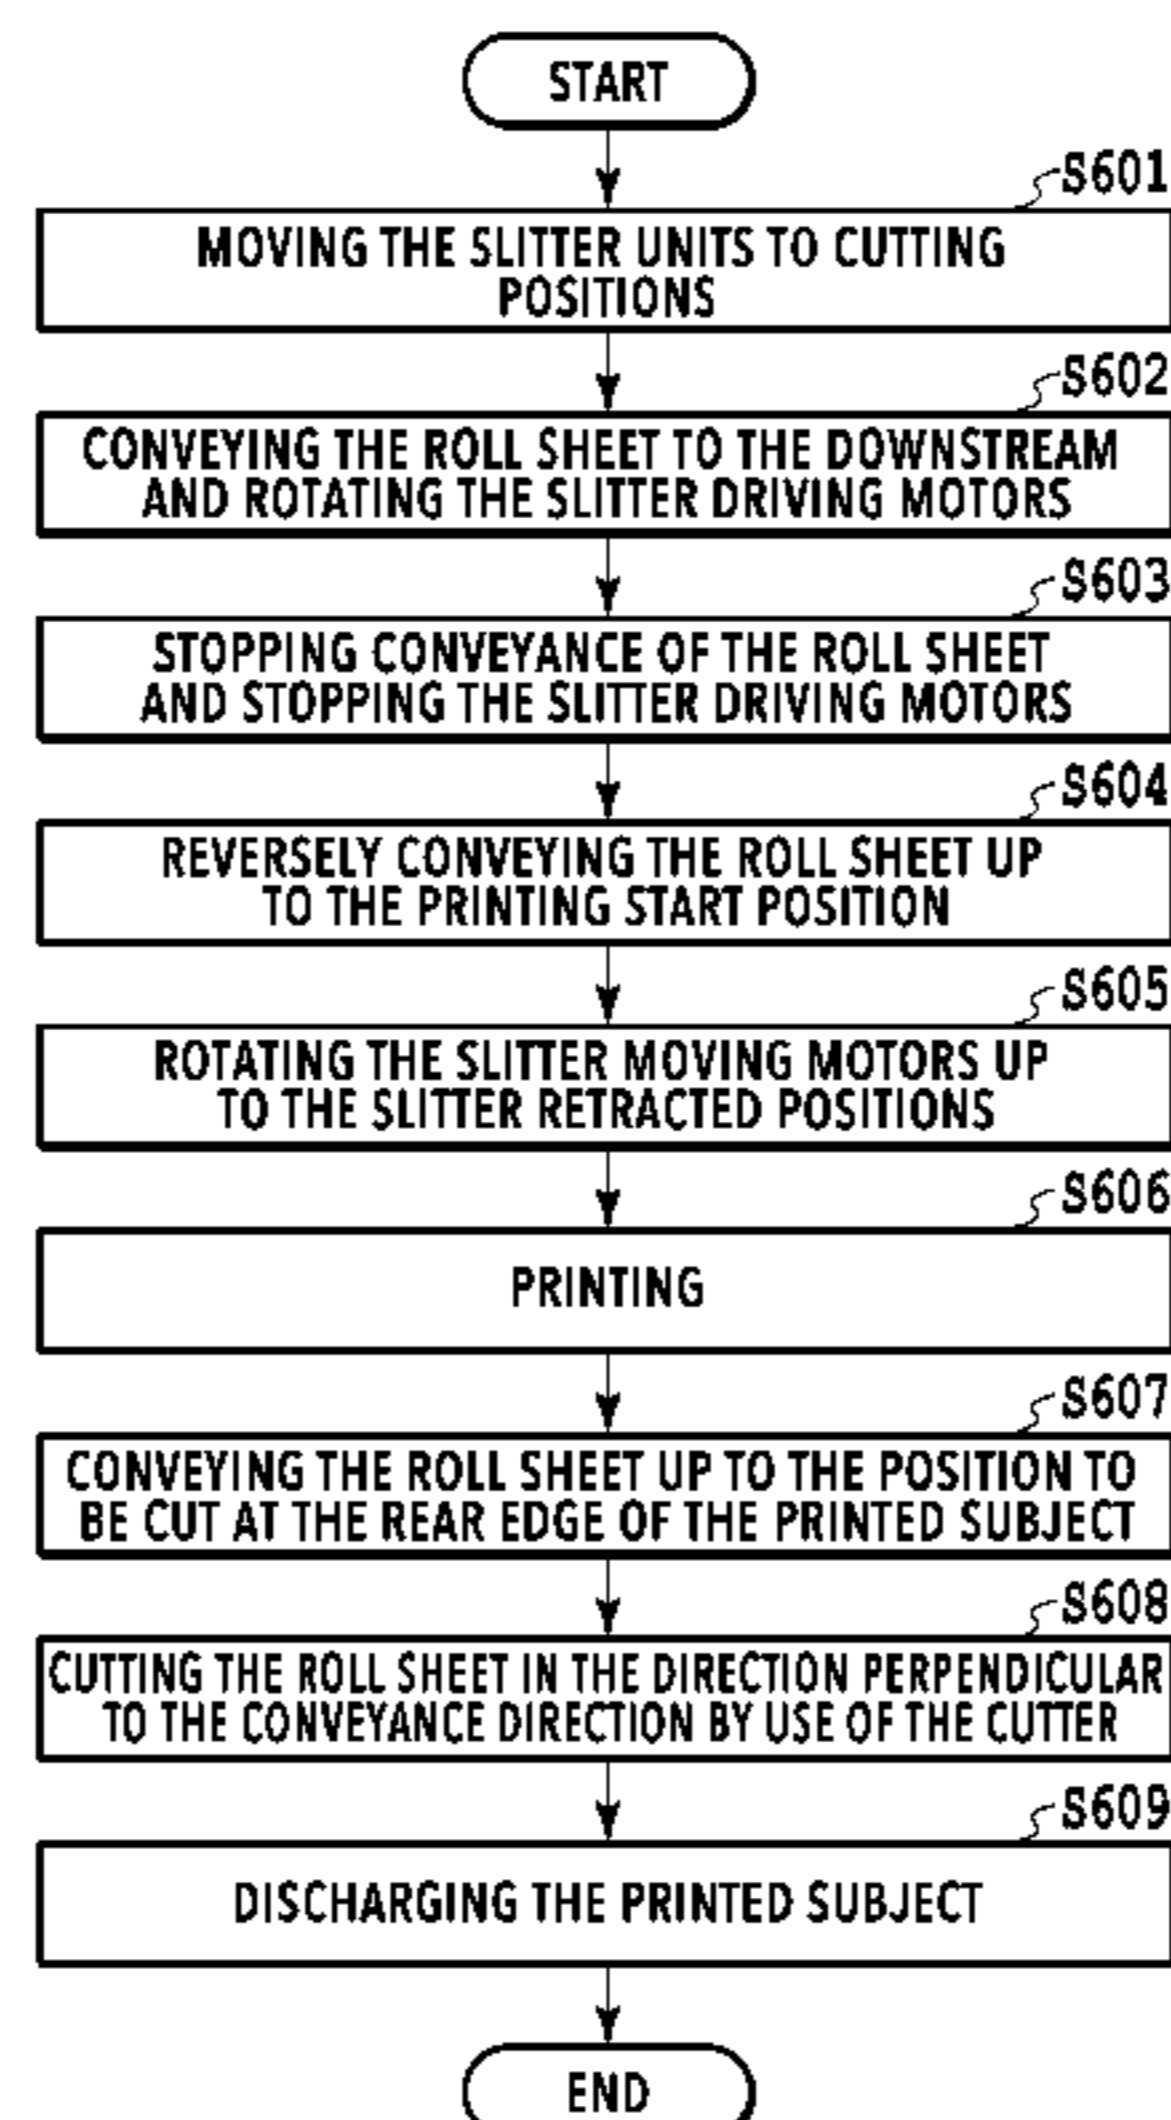 START
S601
MOVING THE SLITTER UNITS TO CUTTING
POSITIONS
S602
CONVEYING THE ROLL SHEET TO THE DOWNSTREAM
AND ROTATING THE SLITTER DRIVING MOTORS
S603
STOPPING CONVEYANCE OF THE ROLL SHEET
AND STOPPING THE SLITTER DRIVING MOTORS
S604
REVERSELY CONVEYING THE ROLL SHEET UP
TO THE PRINTING START POSITION
S605
ROTATING THE SLITTER MOVING MOTORS UP
TO THE SLITTER RETRACTED POSITIONS
S606
PRINTING
S607
CONVEYING THE ROLL SHEET UP TO THE POSITION TO
BE CUT AT THE REAR EDGE OF THE PRINTED SUBJECT
S608
CUTTING THE ROLL SHEET IN THE DIRECTION PERPENDICULAR
TO THE CONVEYANCE DIRECTION BY USE OF THE CUTTER
S609
DISCHARGING THE PRINTED SUBJECT
END